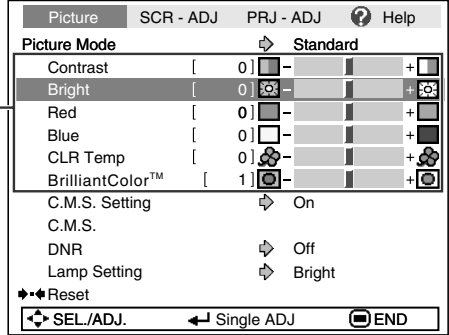 Picture SCR - ADJ PRJ - ADJ ? Help
Picture Mode Standard
Contrast [ 0 ] - +
Bright [ 0 ] - +
Red [ 0 ] - +
Blue [ 0 ] - +
CLR Temp [ 0 ] - +
BrilliantColor™ [ 1 ] - +
C.M.S. Setting On
C.M.S.
DNR Off
Lamp Setting Bright
Reset
SEL./ADJ. Single ADJ END